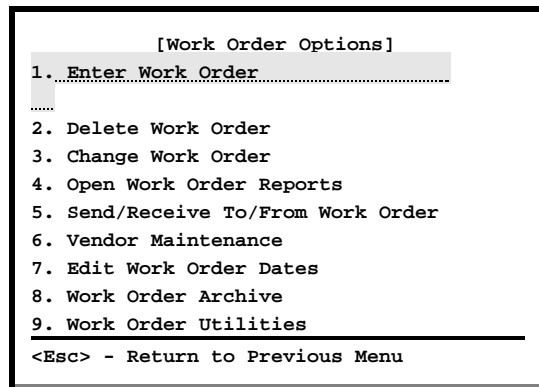 [Work Order Options]
1. Enter Work Order
2. Delete Work Order
3. Change Work Order
4. Open Work Order Reports
5. Send/Receive To/From Work Order
6. Vendor Maintenance
7. Edit Work Order Dates
8. Work Order Archive
9. Work Order Utilities
<Esc> - Return to Previous Menu